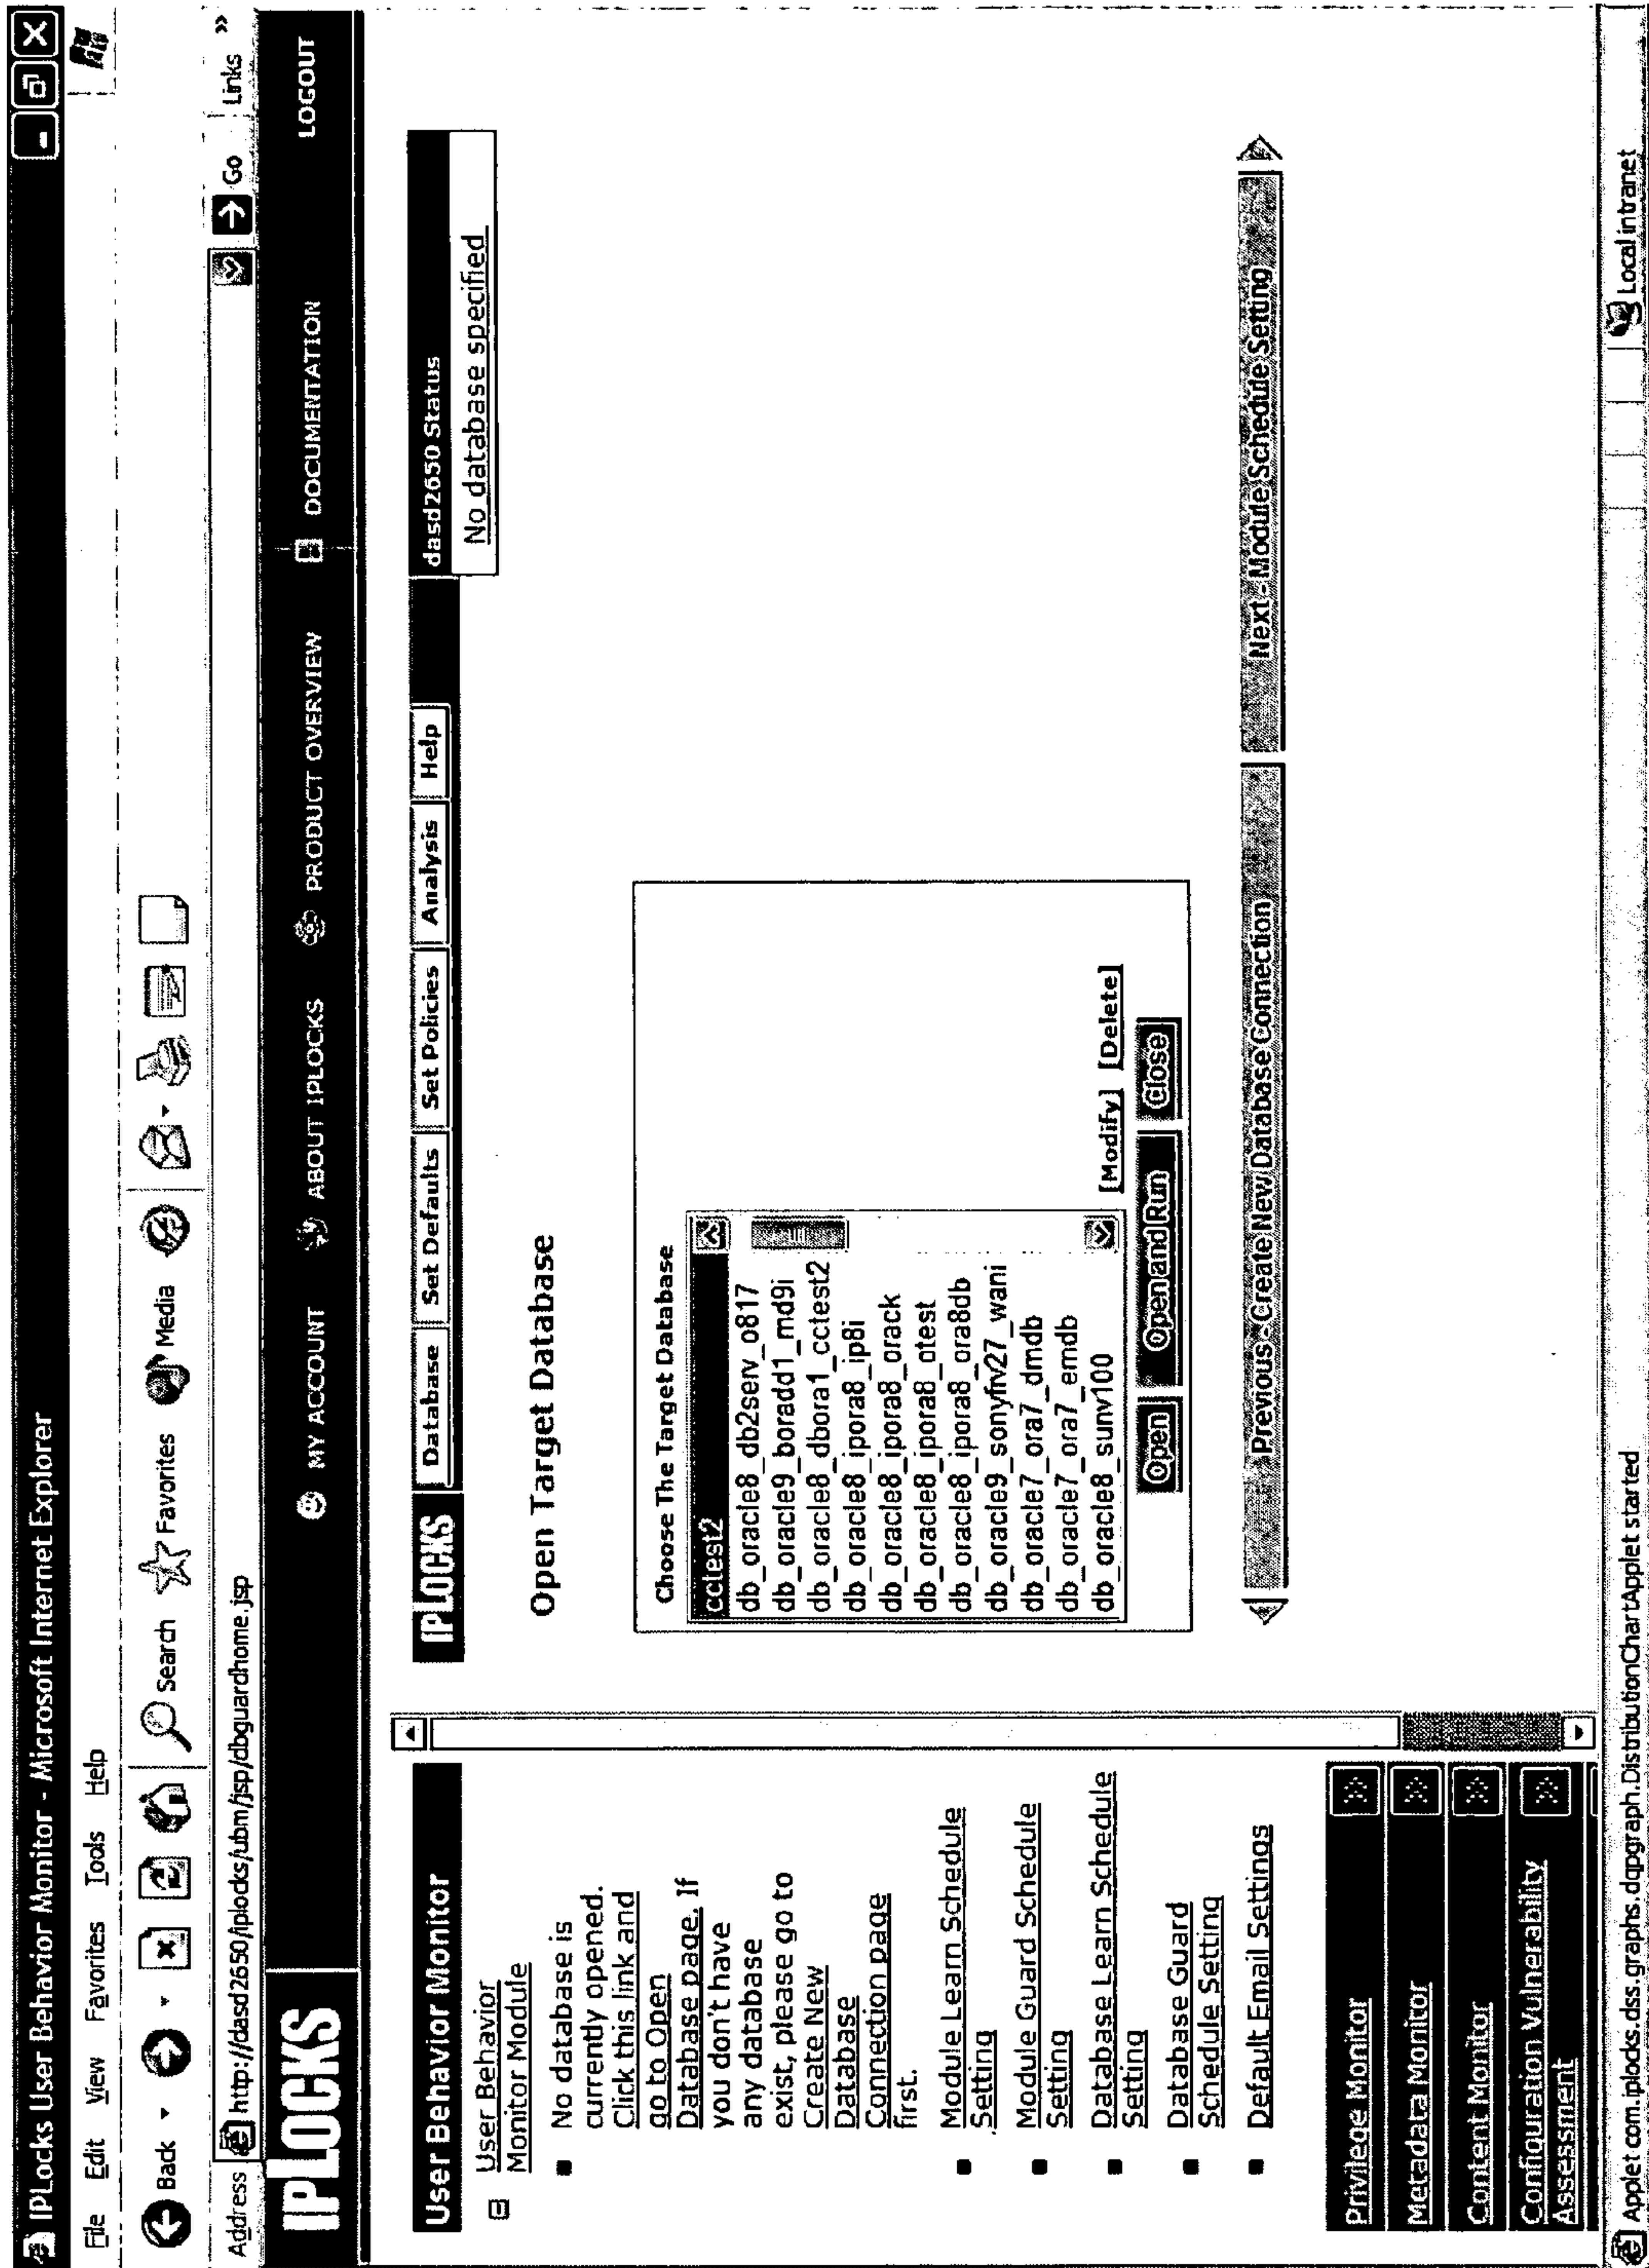 IPLocks User Behavior Monitor - Microsoft Internet Explorer
File Edit View Favorites Tools Help
Back Search Favorites Media
Address http://dasd2650/iplocks/ubm/jsp/dbguardhome.jsp Go Links »
IPLOCKS
MY ACCOUNT ABOUT IPLOCKS PRODUCT OVERVIEW DOCUMENTATION LOGOUT
User Behavior Monitor
User Behavior
Monitor Module
No database is
currently opened.
Click this link and
go to Open
Database page. If
you don't have
any database
exist, please go to
Create New
Database
Connection page
first.
Module Learn Schedule
Setting
Module Guard Schedule
Setting
Database Learn Schedule
Setting
Database Guard
Schedule Setting
Default Email Settings
Privilege Monitor
Metadata Monitor
Content Monitor
Configuration Vulnerability
Assessment
IPLOCKS Database Set Defaults Set Policies Analysis Help
dasd2650 Status
No database specified
Open Target Database
Choose The Target Database
cctest2
db_oracle8_db2serv_o817
db_oracle9_boradd1_md9i
db_oracle8_dbora1_cctest2
db_oracle8_ipora8_ip8i
db_oracle8_ipora8_orack
db_oracle8_ipora8_otest
db_oracle8_ipora8_ora8db
db_oracle9_sonyfrv27_wani
db_oracle7_ora7_dmdb
db_oracle7_ora7_emdb
db_oracle8_sunv100
[Modify] [Delete]
Open Open and Run Close
Previous - Create New Database Connection
Next - Module Schedule Setting
Applet com.iplocks.dss.graphs.dqpgraph.DistributionChartApplet started
Local intranet